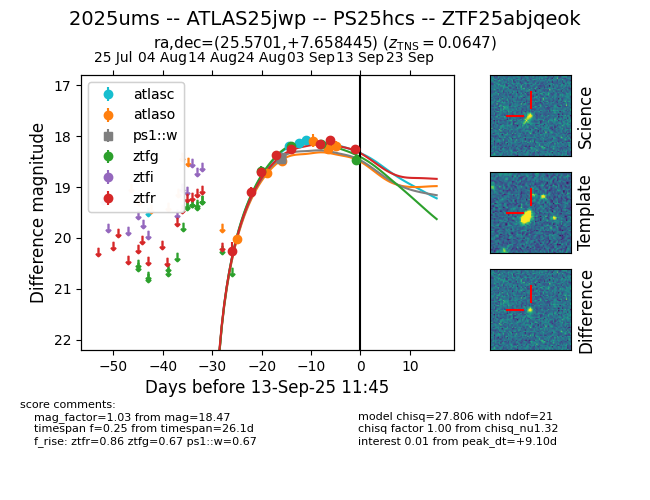 2025ums -- ATLAS25jwp -- PS25hcs -- ZTF25abjqeok
ra,dec=(25.5701,+7.658445) (zTNS = 0.0647)
25 Jul 04 Aug 14 Aug 24 Aug 03 Sep 13 Sep 23 Sep
17
18
19
20
21
22
Difference magnitude
atlasc
atlaso
ps1::w
ztfg
ztfi
ztfr
−50 −40 −30 −20 −10 0 10
Days before 13-Sep-25 11:45
Science
Template
Difference
score comments:
mag_factor=1.03 from mag=18.47
timespan f=0.25 from timespan=26.1d
f_rise: ztfr=0.86 ztfg=0.67 ps1::w=0.67
model chisq=27.806 with ndof=21
chisq factor 1.00 from chisq_nu1.32
interest 0.01 from peak_dt=+9.10d